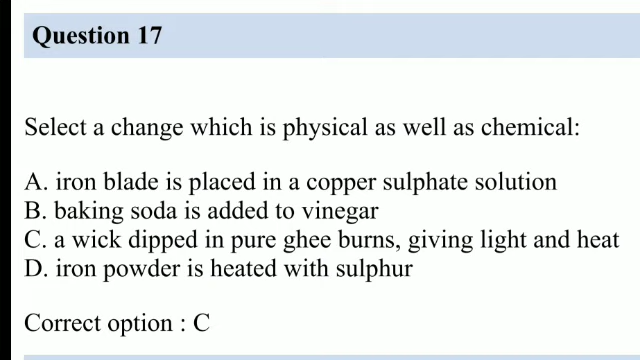 Question 17
Select a change which is physical as well as chemical:
A. iron blade is placed in a copper sulphate solution
B. baking soda is added to vinegar
C. a wick dipped in pure ghee burns, giving light and heat
D. iron powder is heated with sulphur
Correct option : C